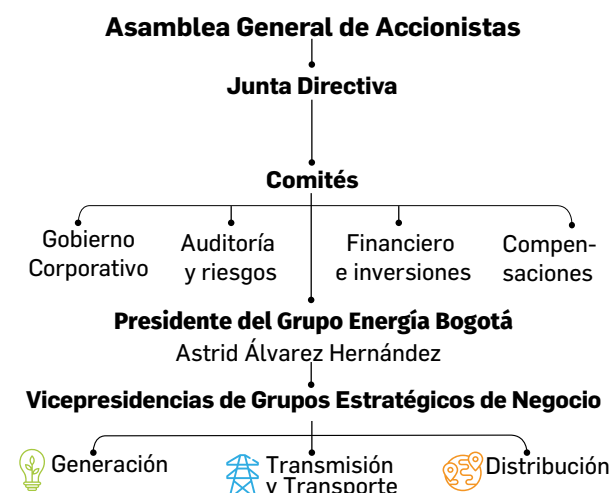 Asamblea General de Accionistas
Junta Directiva
Comités
Gobierno
Corporativo
Auditoría
y riesgos
Financiero
e inversiones
Compen-
saciones
Presidente del Grupo Energía Bogotá
Astrid Álvarez Hernández
Vicepresidencias de Grupos Estratégicos de Negocio
Generación
Transmisión
y Transporte
Distribución